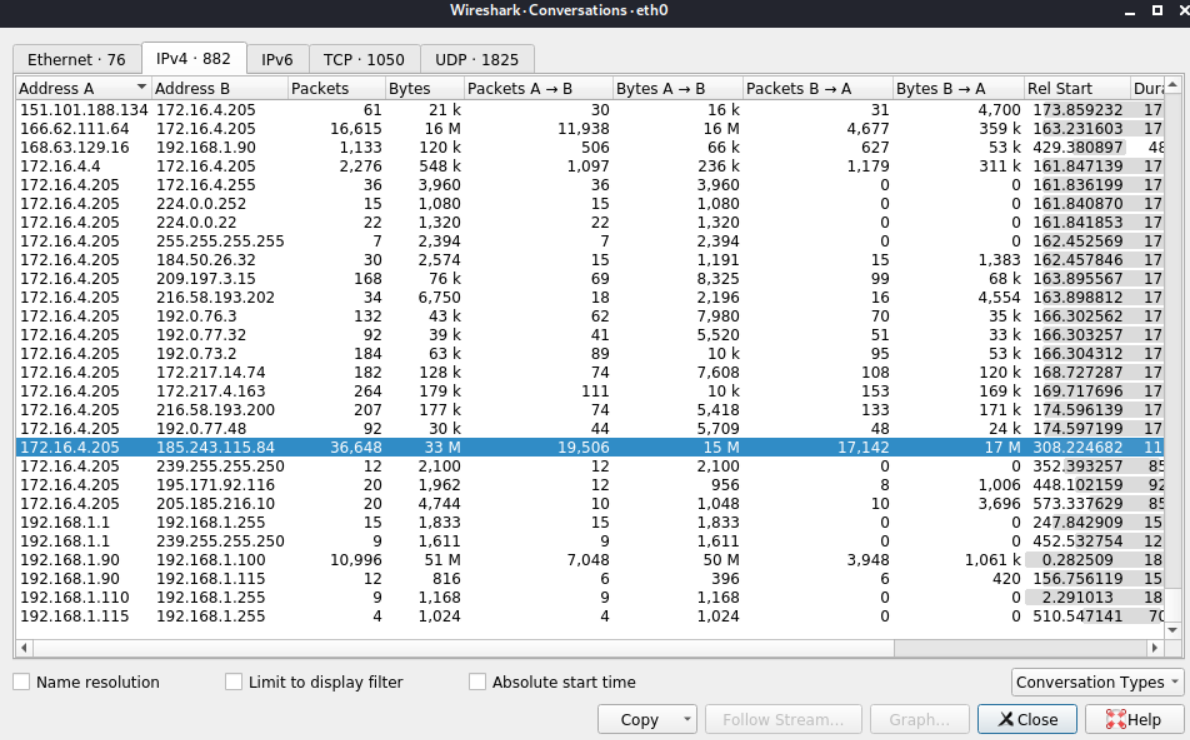 Wireshark · Conversations · eth0
Ethernet · 76 IPv4 · 882 IPv6 TCP · 1050 UDP · 1825
Address A Address B Packets Bytes Packets A → B Bytes A → B Packets B → A Bytes B → A Rel Start
151.101.188.134 172.16.4.205 61 21 k 30 16 k 31 4,700 173.859232 17
166.62.111.64 172.16.4.205 16,615 16 M 11,938 16 M 4,677 359 k 163.231603 17
168.63.129.16 192.168.1.90 1,133 120 k 506 66 k 627 53 k 429.380897 48
172.16.4.4 172.16.4.205 2,276 548 k 1,097 236 k 1,179 311 k 161.847139 17
172.16.4.205 172.16.4.255 36 3,960 36 3,960 0 0 161.836199 17
172.16.4.205 224.0.0.252 15 1,080 15 1,080 0 0 161.840870 17
172.16.4.205 224.0.0.22 22 1,320 22 1,320 0 0 161.841853 17
172.16.4.205 255.255.255.255 7 2,394 7 2,394 0 0 162.452569 17
172.16.4.205 184.50.26.32 30 2,574 15 1,191 15 1,383 162.457846 17
172.16.4.205 209.197.3.15 168 76 k 69 8,325 99 68 k 163.895567 17
172.16.4.205 216.58.193.202 34 6,750 18 2,196 16 4,554 163.898812 17
172.16.4.205 192.0.76.3 132 43 k 62 7,980 70 35 k 166.302562 17
172.16.4.205 192.0.77.32 92 39 k 41 5,520 51 33 k 166.303257 17
172.16.4.205 192.0.73.2 184 63 k 89 10 k 95 53 k 166.304312 17
172.16.4.205 172.217.14.74 182 128 k 74 7,608 108 120 k 168.727287 17
172.16.4.205 172.217.4.163 264 179 k 111 10 k 153 169 k 169.717696 17
172.16.4.205 216.58.193.200 207 177 k 74 5,418 133 171 k 174.596139 17
172.16.4.205 192.0.77.48 92 30 k 44 5,709 48 24 k 174.597199 17
172.16.4.205 185.243.115.84 36,648 33 M 19,506 15 M 17,142 17 M 308.224682 11
172.16.4.205 239.255.255.250 12 2,100 12 2,100 0 0 352.393257 85
172.16.4.205 195.171.92.116 20 1,962 12 956 8 1,006 448.102159 92
172.16.4.205 205.185.216.10 20 4,744 10 1,048 10 3,696 573.337629 85
192.168.1.1 192.168.1.255 15 1,833 15 1,833 0 0 247.842909 15
192.168.1.1 239.255.255.250 9 1,611 9 1,611 0 0 452.532754 12
192.168.1.90 192.168.1.100 10,996 51 M 7,048 50 M 3,948 1,061 k 0.282509 18
192.168.1.90 192.168.1.115 12 816 6 396 6 420 156.756119 15
192.168.1.110 192.168.1.255 9 1,168 9 1,168 0 0 2.291013 18
192.168.1.115 192.168.1.255 4 1,024 4 1,024 0 0 510.547141 70
Name resolution Limit to display filter Absolute start time Conversation Types
Copy Follow Stream... Graph... Close Help